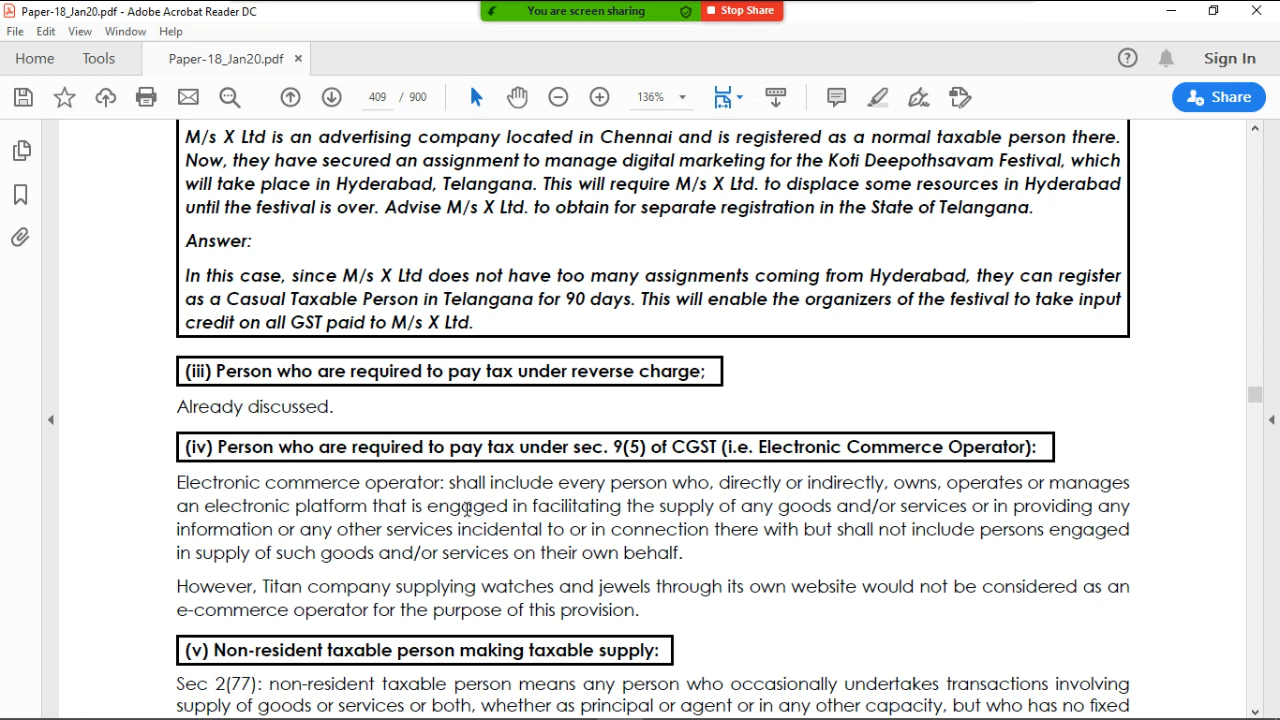 Paper-18_Jan20.pdf - Adobe Acrobat Reader DC
You are screen sharing
Stop Share
File Edit View Window Help
Home Tools Paper-18_Jan20.pdf × Sign In
409 / 900 136% Share
M/s X Ltd is an advertising company located in Chennai and is registered as a normal taxable person there.
Now, they have secured an assignment to manage digital marketing for the Koti Deepothsavam Festival, which
will take place in Hyderabad, Telangana. This will require M/s X Ltd. to displace some resources in Hyderabad
until the festival is over. Advise M/s X Ltd. to obtain for separate registration in the State of Telangana.
Answer:
In this case, since M/s X Ltd does not have too many assignments coming from Hyderabad, they can register
as a Casual Taxable Person in Telangana for 90 days. This will enable the organizers of the festival to take input
credit on all GST paid to M/s X Ltd.
(iii) Person who are required to pay tax under reverse charge;
Already discussed.
(iv) Person who are required to pay tax under sec. 9(5) of CGST (i.e. Electronic Commerce Operator):
Electronic commerce operator: shall include every person who, directly or indirectly, owns, operates or manages
an electronic platform that is engaged in facilitating the supply of any goods and/or services or in providing any
information or any other services incidental to or in connection there with but shall not include persons engaged
in supply of such goods and/or services on their own behalf.
However, Titan company supplying watches and jewels through its own website would not be considered as an
e-commerce operator for the purpose of this provision.
(v) Non-resident taxable person making taxable supply:
Sec 2(77): non-resident taxable person means any person who occasionally undertakes transactions involving
supply of goods or services or both, whether as principal or agent or in any other capacity, but who has no fixed